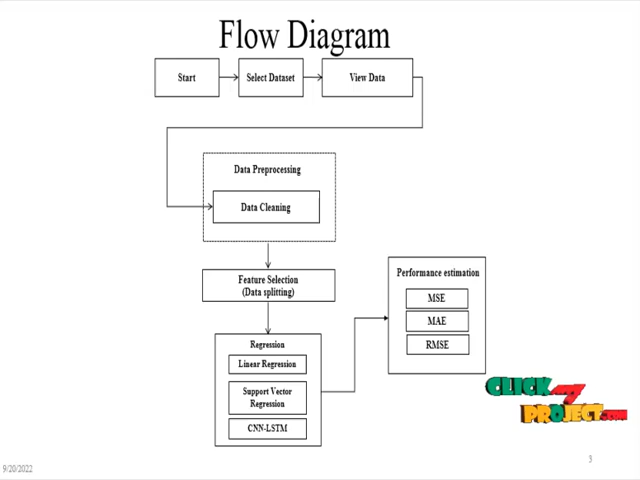 Flow Diagram
Start
Select Dataset
View Data
Data Preprocessing
Data Cleaning
Feature Selection
(Data splitting)
Regression
Linear Regression
Support Vector
Regression
CNN-LSTM
Performance estimation
MSE
MAE
RMSE
CLICK my
PROJECT.com
9/20/2022
3